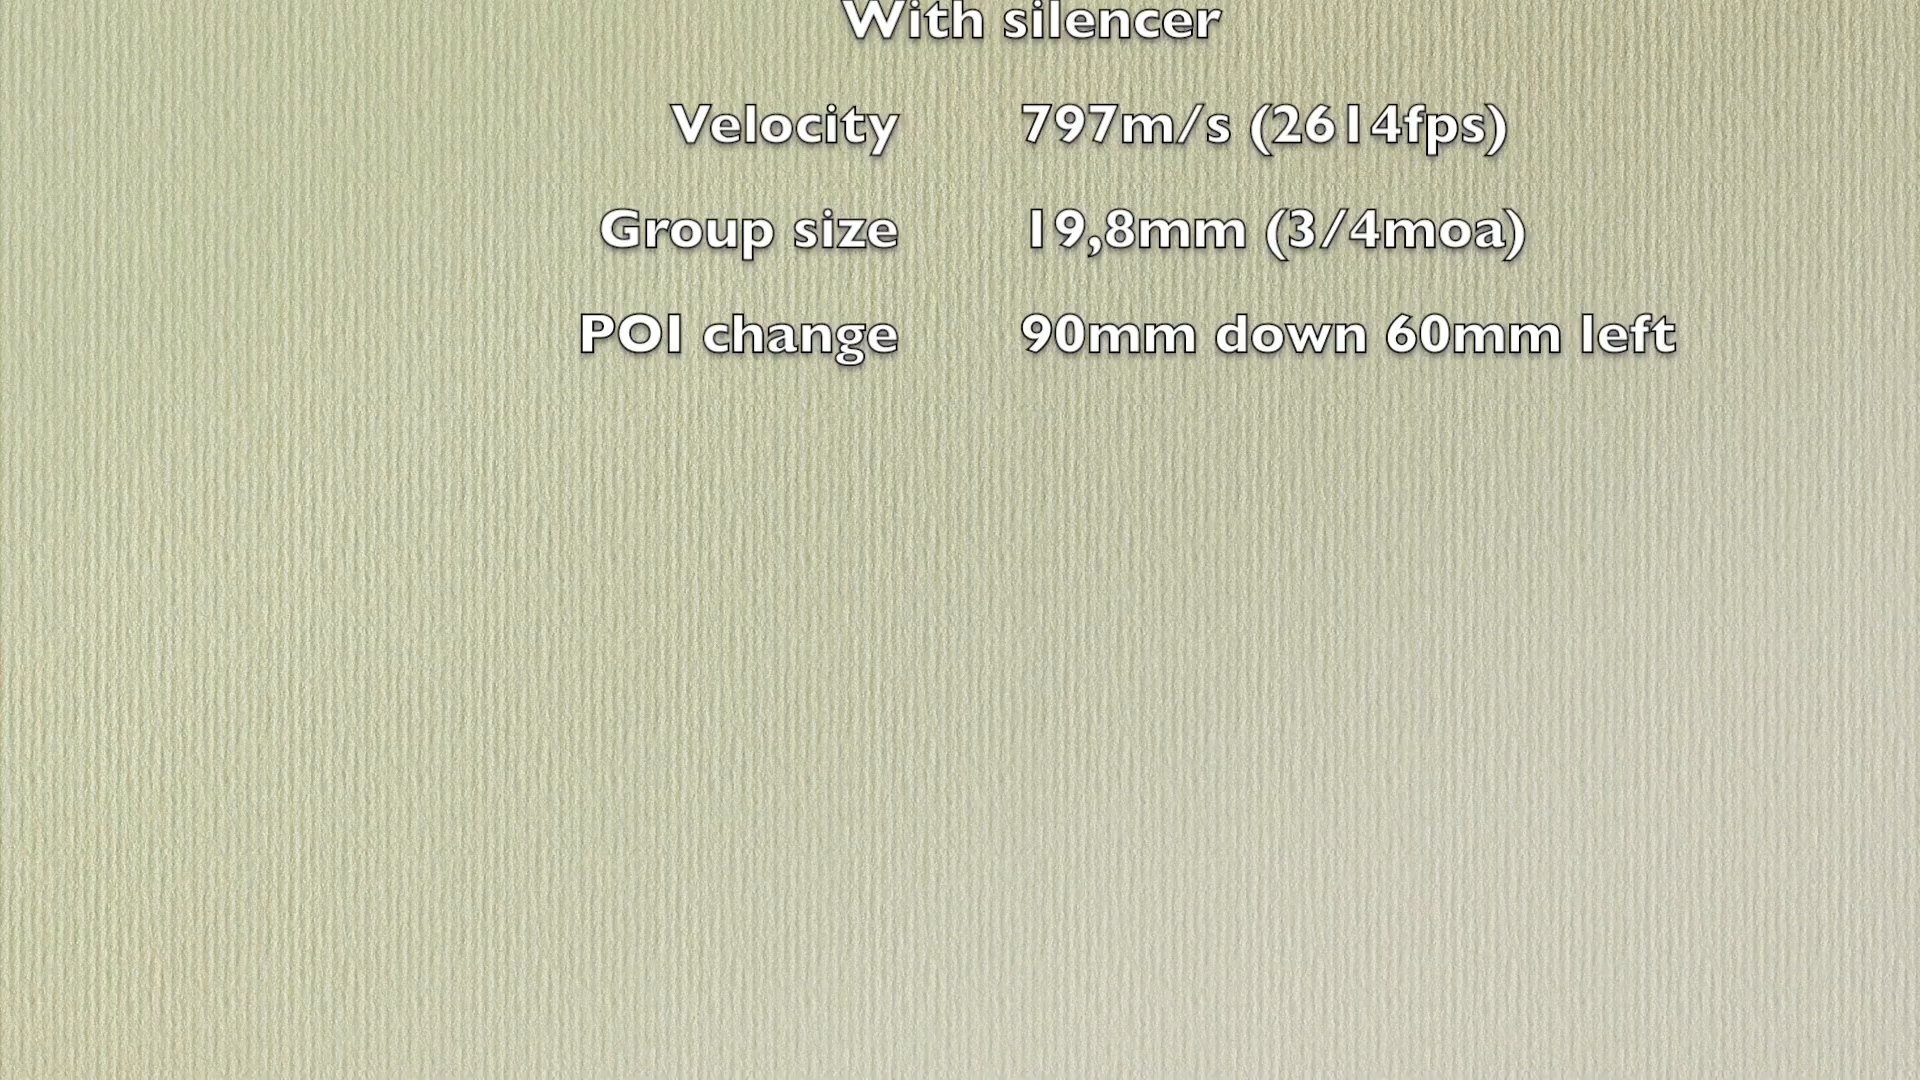 With silencer
Velocity 797m/s (2614fps)
Group size 19,8mm (3/4moa)
POI change 90mm down 60mm left